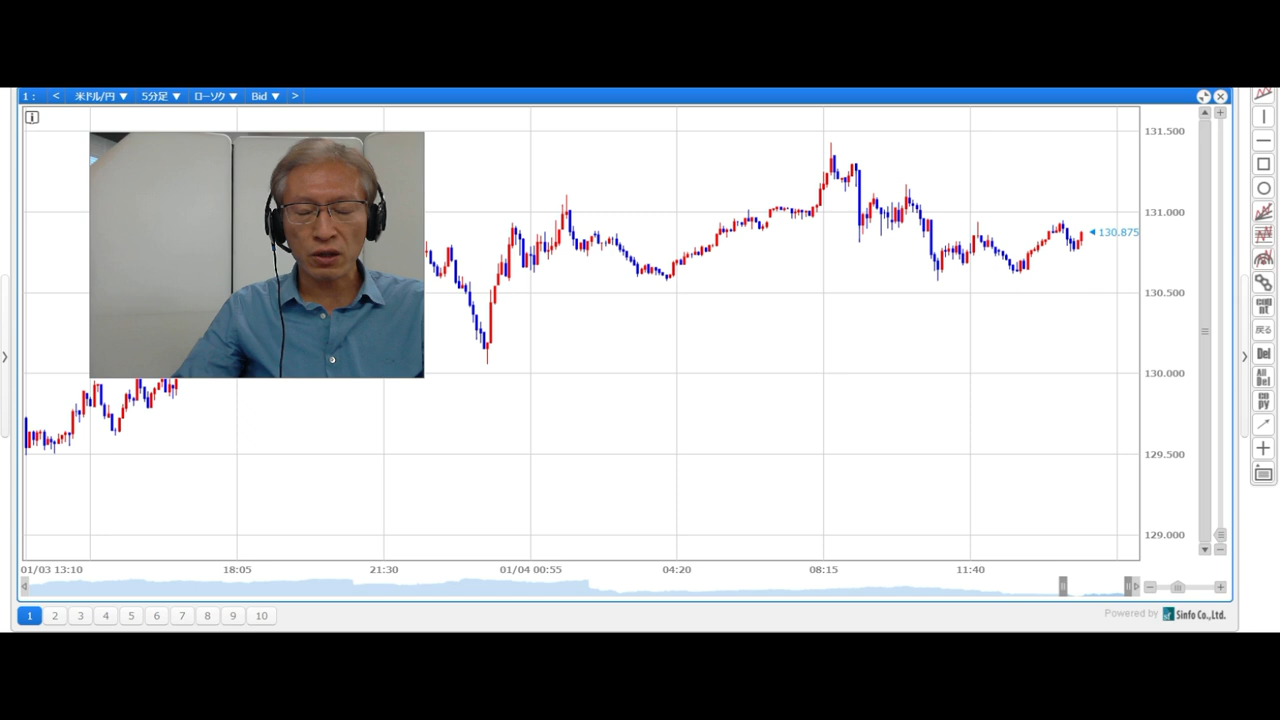 1 : < 米ドル/円 ▼ 5分足 ▼ ローソク ▼ Bid ▼ >
131.500
131.000
130.875
130.500
130.000
129.500
129.000
01/03 13:10 18:05 21:30 01/04 00:55 04:20 08:15 11:40
1 2 3 4 5 6 7 8 9 10
Powered by Sinfo Co.,Ltd.
戻る
Del
All
Del
co
py